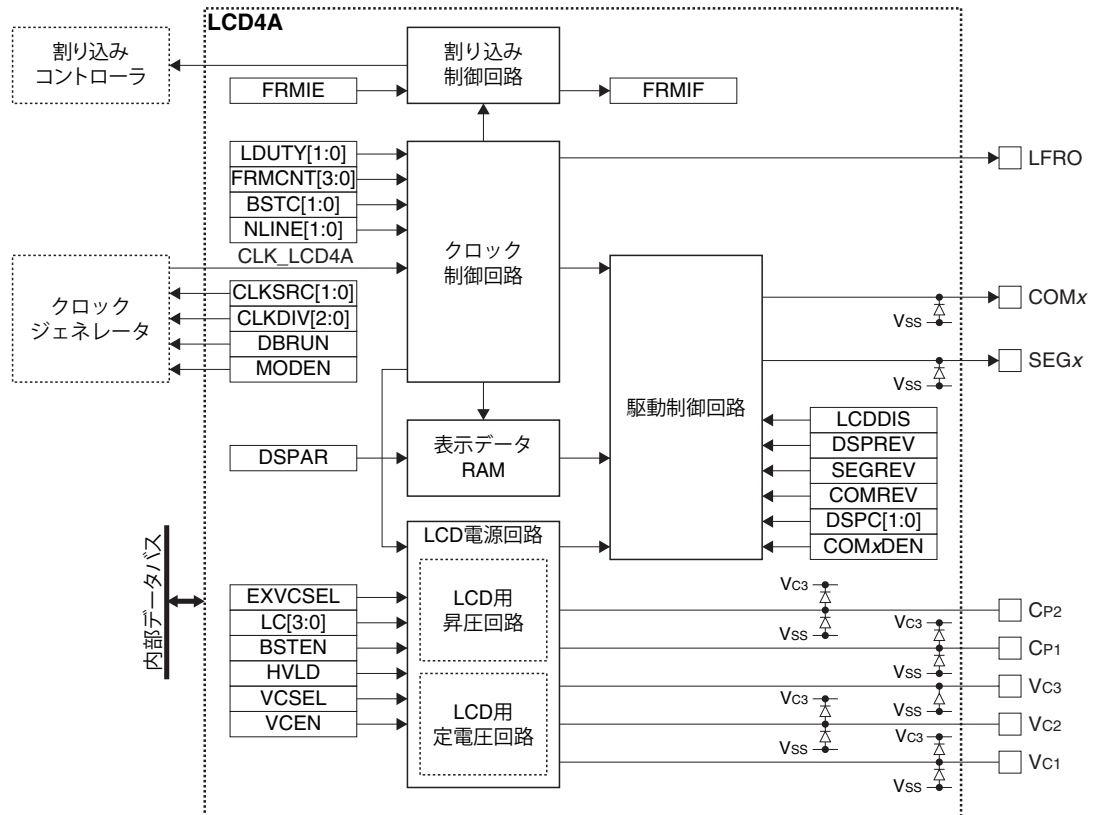 LCD4A
割り込み
コントローラ
割り込み
制御回路
FRMIE
FRMIF
LDUTY[1:0]
FRMCNT[3:0]
BSTC[1:0]
NLINE[1:0]
CLK_LCD4A
クロック
制御回路
LFRO
クロック
ジェネレータ
CLKSRC[1:0]
CLKDIV[2:0]
DBRUN
MODEN
COMx
VSS
SEGx
VSS
駆動制御回路
LCDDIS
DSPREV
SEGREV
COMREV
DSPC[1:0]
COMxDEN
DSPAR
表示データ
RAM
LCD電源回路
内部データバス
EXVCSEL
LC[3:0]
BSTEN
HVLD
VCSEL
VCEN
LCD用
昇圧回路
LCD用
定電圧回路
VC3
VSS
CP2
VC3
VSS
CP1
VSS
VC3
VC3
VSS
VC2
VC3
VSS
VC1